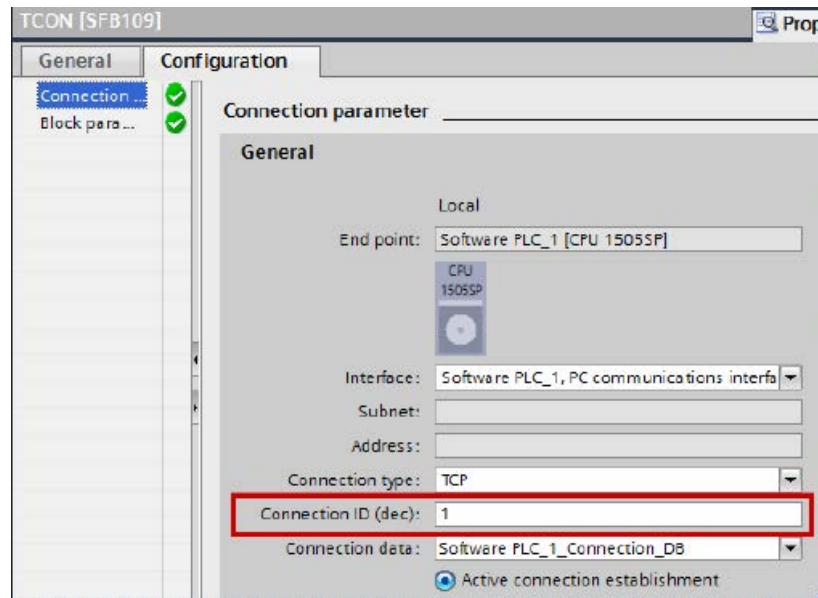 TCON [SFB109]
Prop
General Configuration
Connection ...
Block para...
Connection parameter
General
Local
End point: Software PLC_1 [CPU 1505SP]
CPU
1505SP
Interface: Software PLC_1, PC communications interfa
Subnet:
Address:
Connection type: TCP
Connection ID (dec): 1
Connection data: Software PLC_1_Connection_DB
Active connection establishment